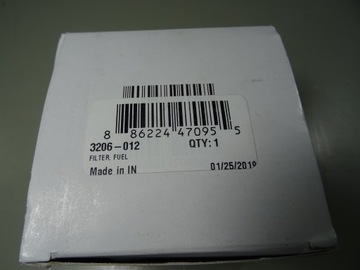 8 86224 47095 5
3206-012 QTY:1
FILTER, FUEL
Made in IN 01/25/2019